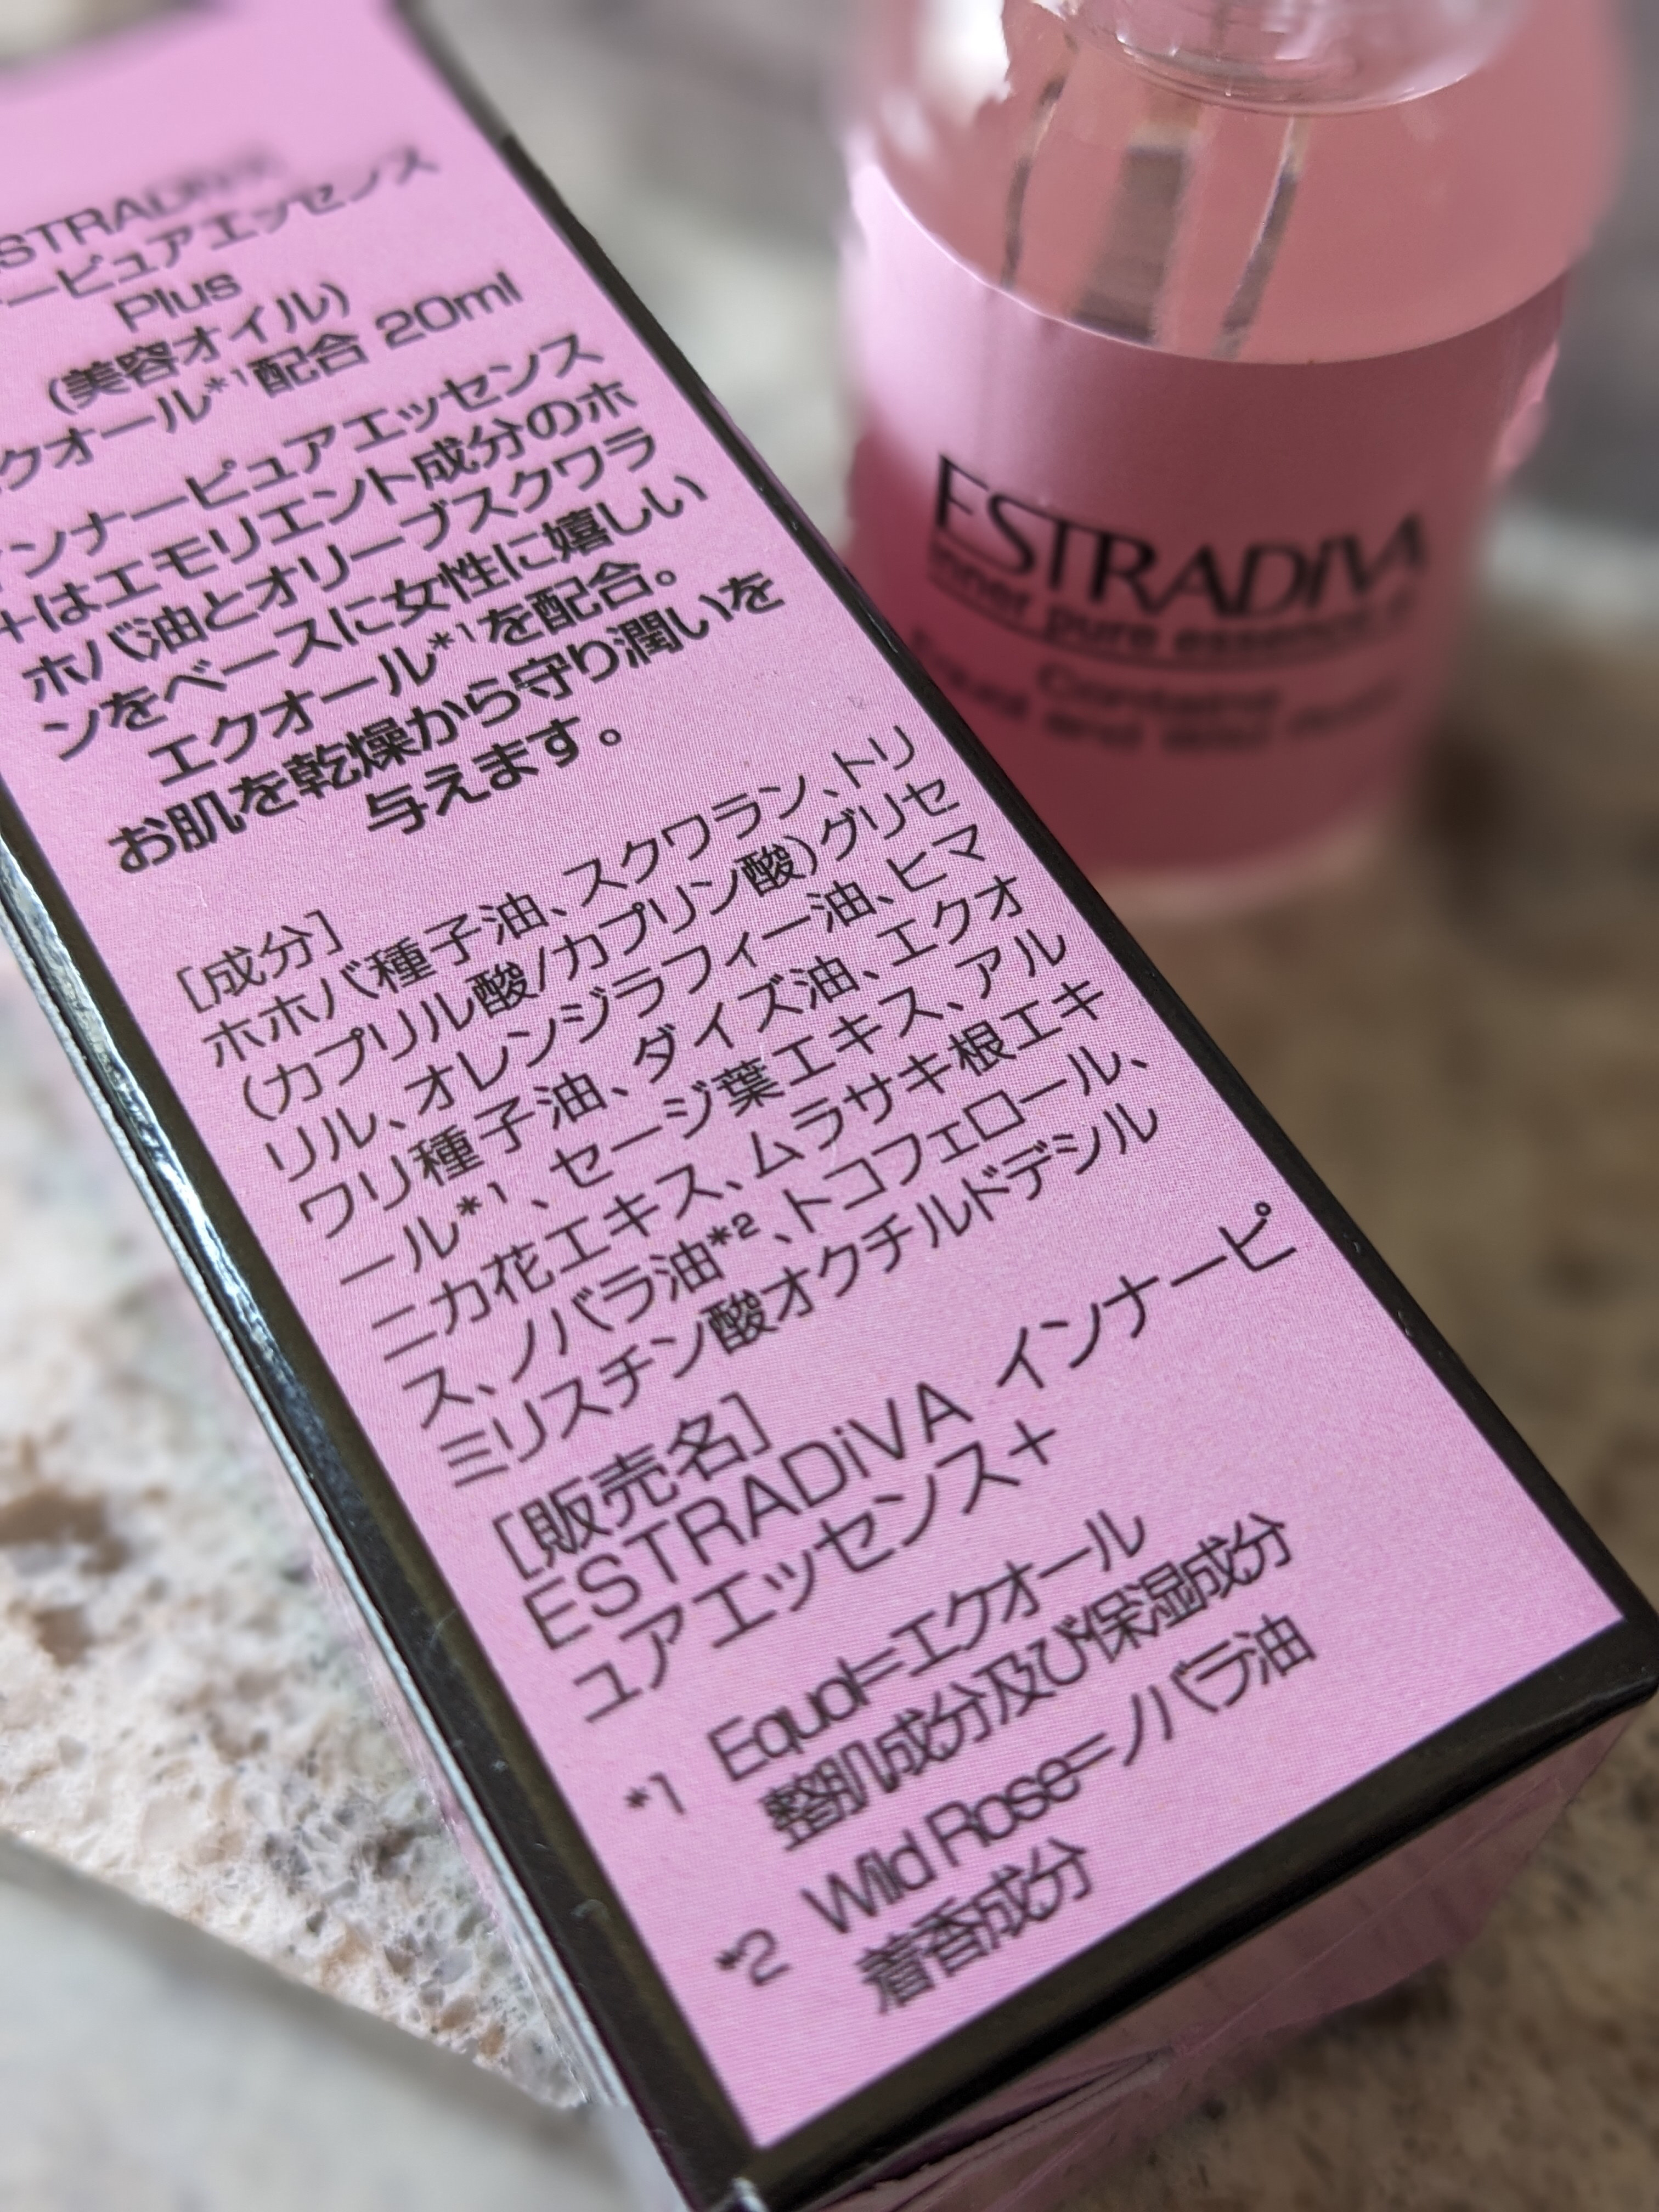 ESTRADiVA
ーピュアエッセンス
Plus
(美容オイル)
クオール*1配合 20ml
インナーピュアエッセンス
+はエモリエント成分のホ
ホバ油とオリーブスクワラ
ンをベースに女性に嬉しい
エクオール*1を配合。
お肌を乾燥から守り潤いを
与えます。
[成分]
ホホバ種子油、スクワラン、トリ
(カプリル酸/カプリン酸)グリセ
リル、オレンジラフィー油、ヒマ
ワリ種子油、ダイズ油、エクオ
ール*1、セージ葉エキス、アル
ニカ花エキス、ムラサキ根エキ
ス、ノバラ油*2、トコフェロール、
ミリスチン酸オクチルドデシル
[販売名]
ESTRADiVA インナーピ
ュアエッセンス+
*1 Equol=エクオール
整肌成分及び保湿成分
*2 Wild Rose=ノバラ油
着香成分
ESTRADIVA
inner pure essence
Contains